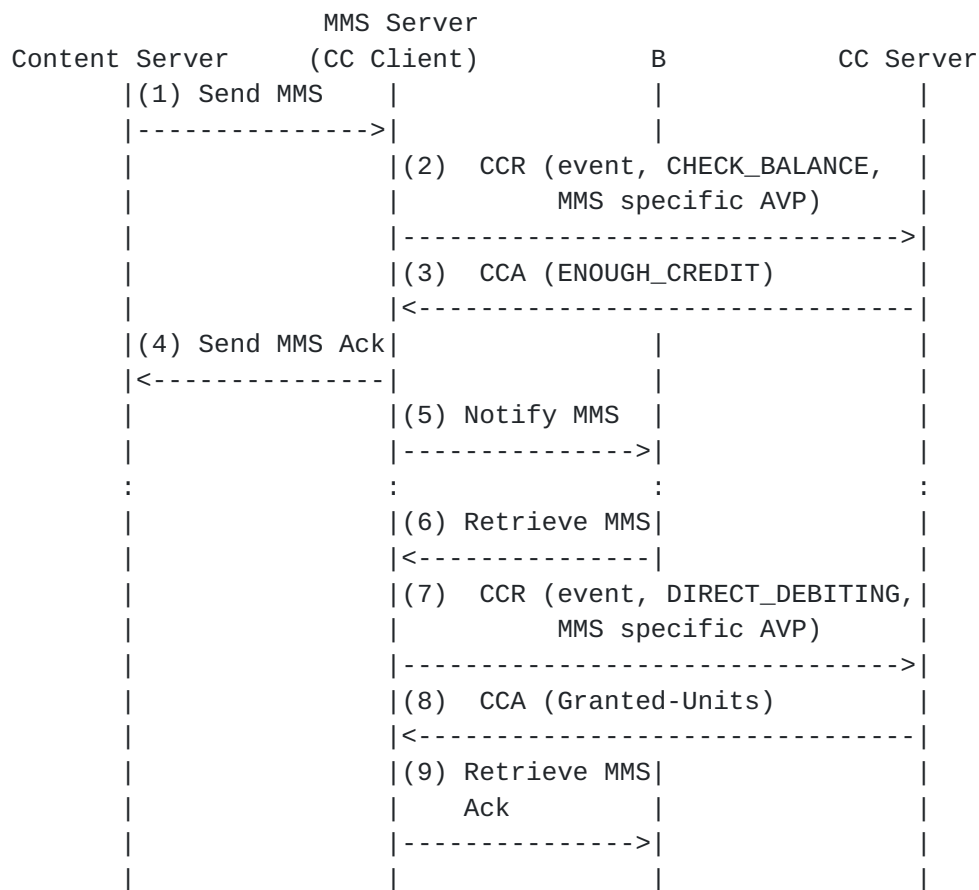 MMS Server
Content Server (CC Client) B CC Server
(1) Send MMS
(2) CCR (event, CHECK_BALANCE,
MMS specific AVP)
(3) CCA (ENOUGH_CREDIT)
(4) Send MMS Ack
(5) Notify MMS
(6) Retrieve MMS
(7) CCR (event, DIRECT_DEBITING,
MMS specific AVP)
(8) CCA (Granted-Units)
(9) Retrieve MMS
Ack